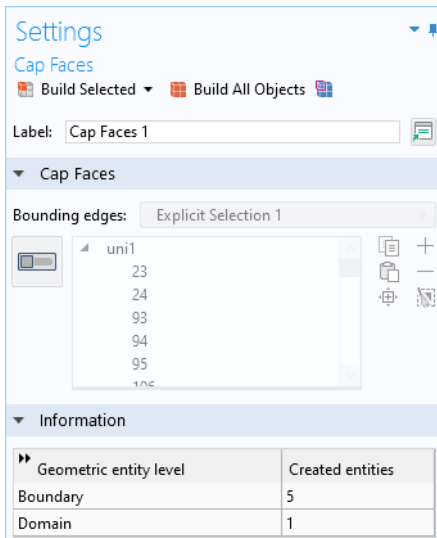 Settings
Cap Faces
Build Selected Build All Objects
Label: Cap Faces 1
Cap Faces
Bounding edges: Explicit Selection 1
uni1
23
24
93
94
95
106
Information
Geometric entity level Created entities
Boundary 5
Domain 1